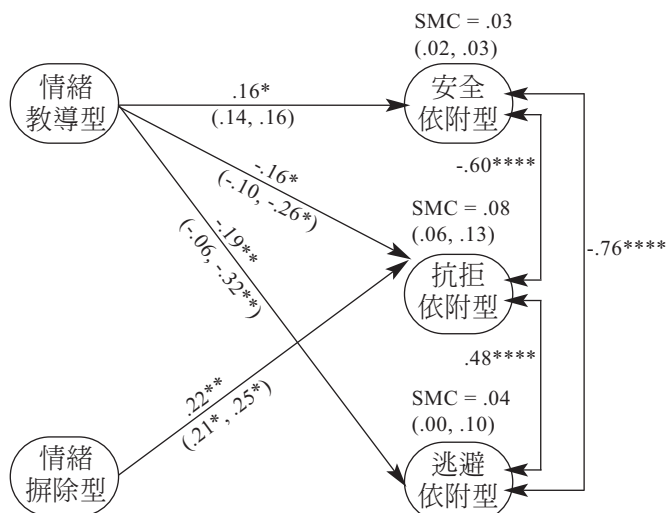 SMC = .03
(.02, .03)
情緒
教導型
.16*
(.14, .16)
安全
依附型
-.16*
(-.10, -.26*)
-.60****
-.19**
(-.06, -.32**)
SMC = .08
(.06, .13)
-.76****
抗拒
依附型
.22**
(.21*, .25*)
.48****
SMC = .04
(.00, .10)
情緒
摒除型
逃避
依附型